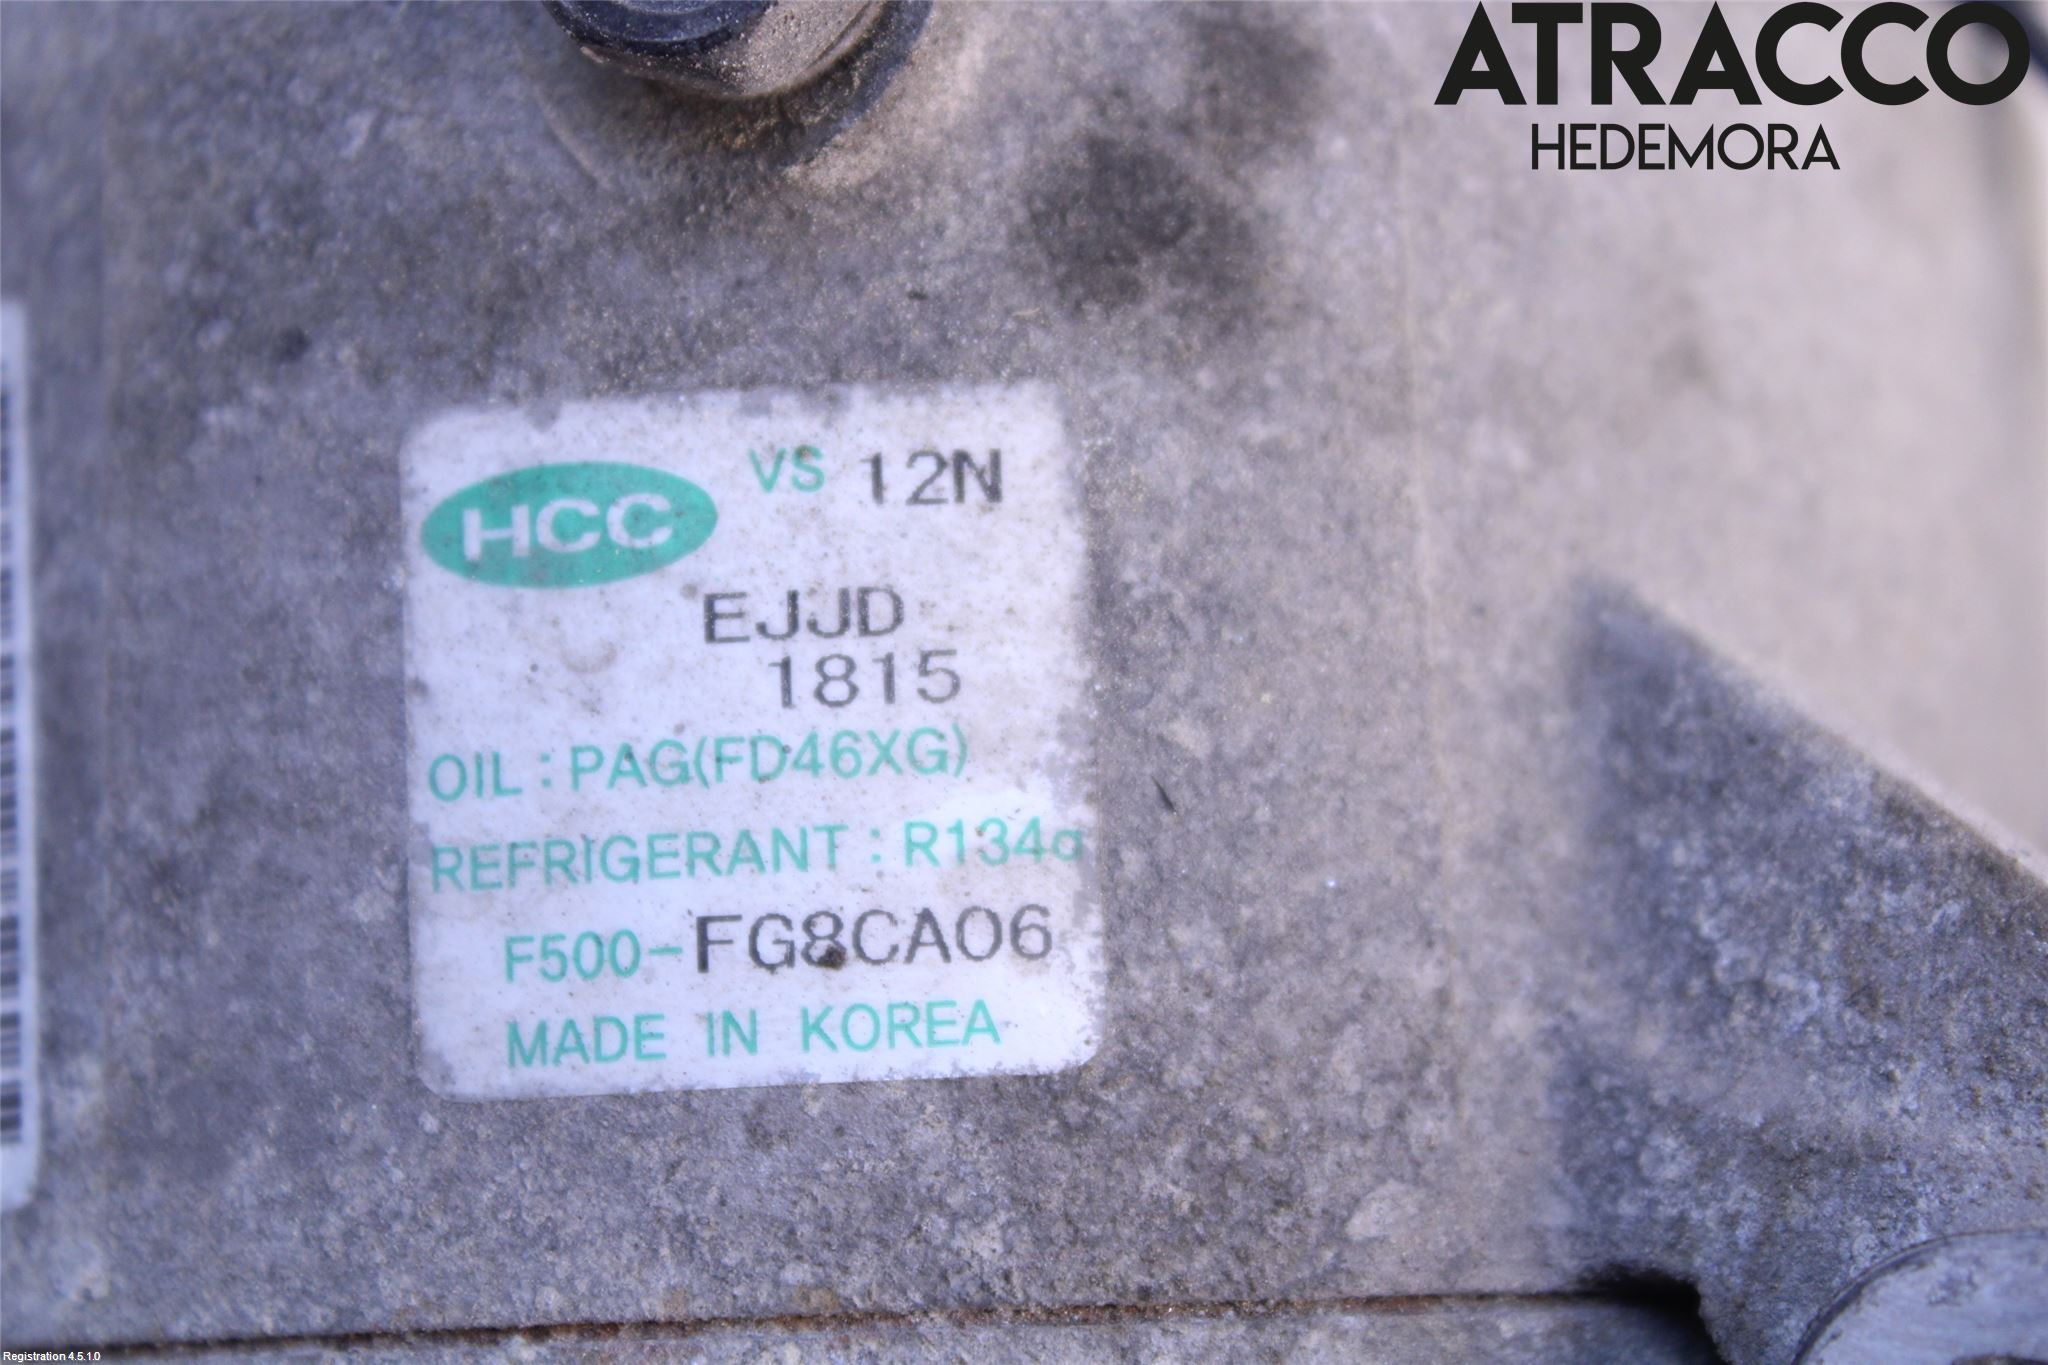 ATRACCO
HEDEMORA
HCC VS 12N
EJJD
1815
OIL : PAG(FD46XG)
REFRIGERANT : R134a
F500-FG8CA06
MADE IN KOREA
Registration 4.5.1.0